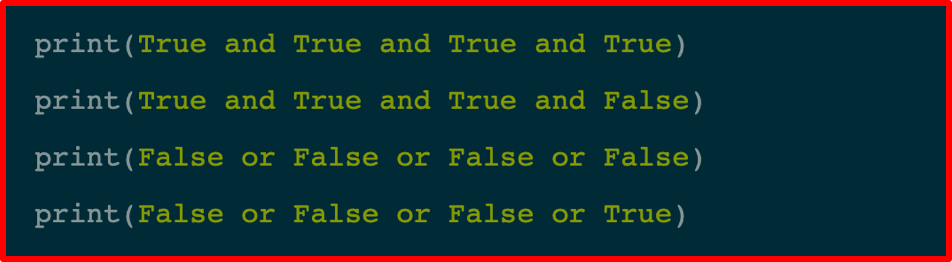 print(True and True and True and True)
print(True and True and True and False)
print(False or False or False or False)
print(False or False or False or True)